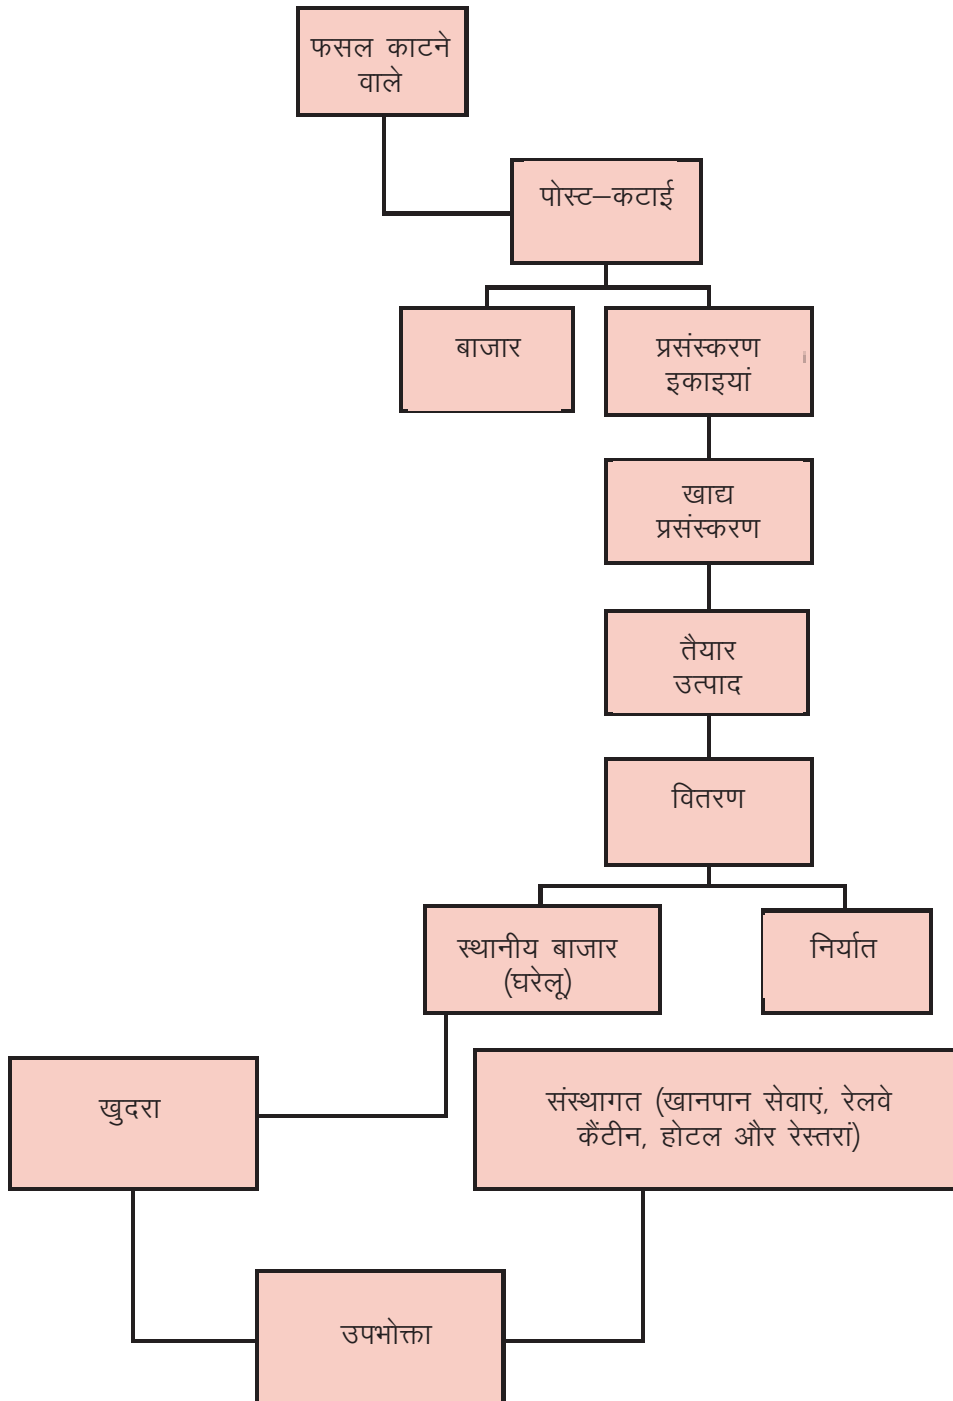 फसल काटने
वाले
पोस्ट–कटाई
बाजार
प्रसंस्करण
इकाइयां
खाद्य
प्रसंस्करण
तैयार
उत्पाद
वितरण
स्थानीय बाजार
(घरेलू)
निर्यात
खुदरा
संस्थागत (खानपान सेवाएं, रेलवे
कैंटीन, होटल और रेस्तरां)
उपभोक्ता